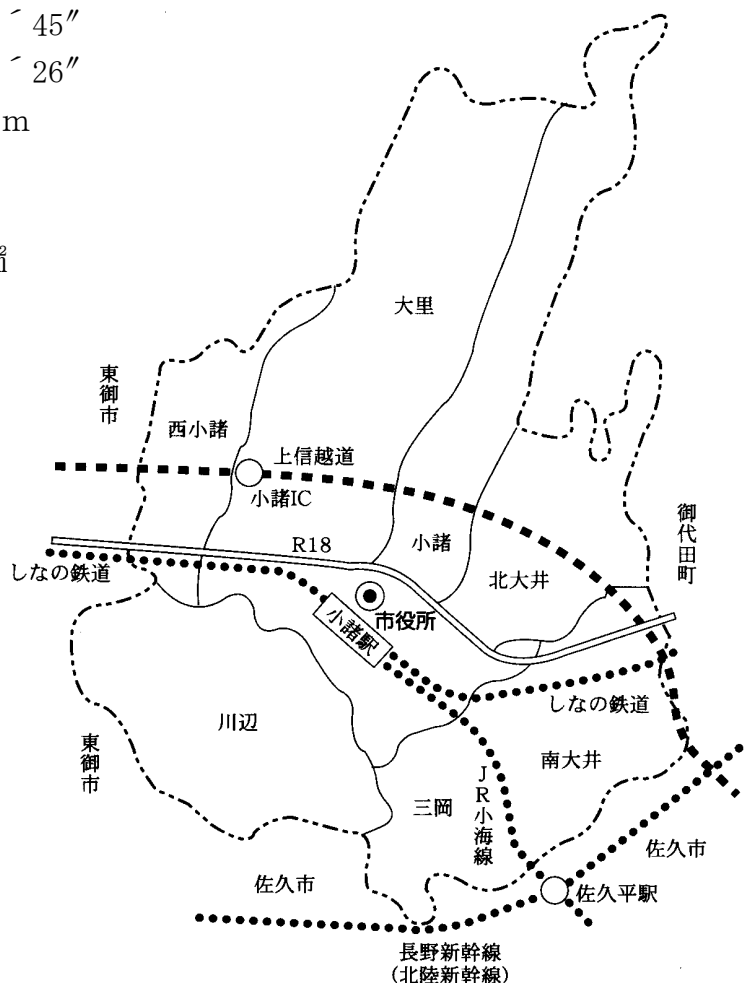 45″
26″
m
大里
東御市
西小諸
上信越道
小諸IC
御代田町
R18
小諸
北大井
しなの鉄道
市役所
小諸駅
しなの鉄道
川辺
東御市
南大井
JR小海線
三岡
佐久市
佐久市
佐久平駅
長野新幹線
(北陸新幹線)